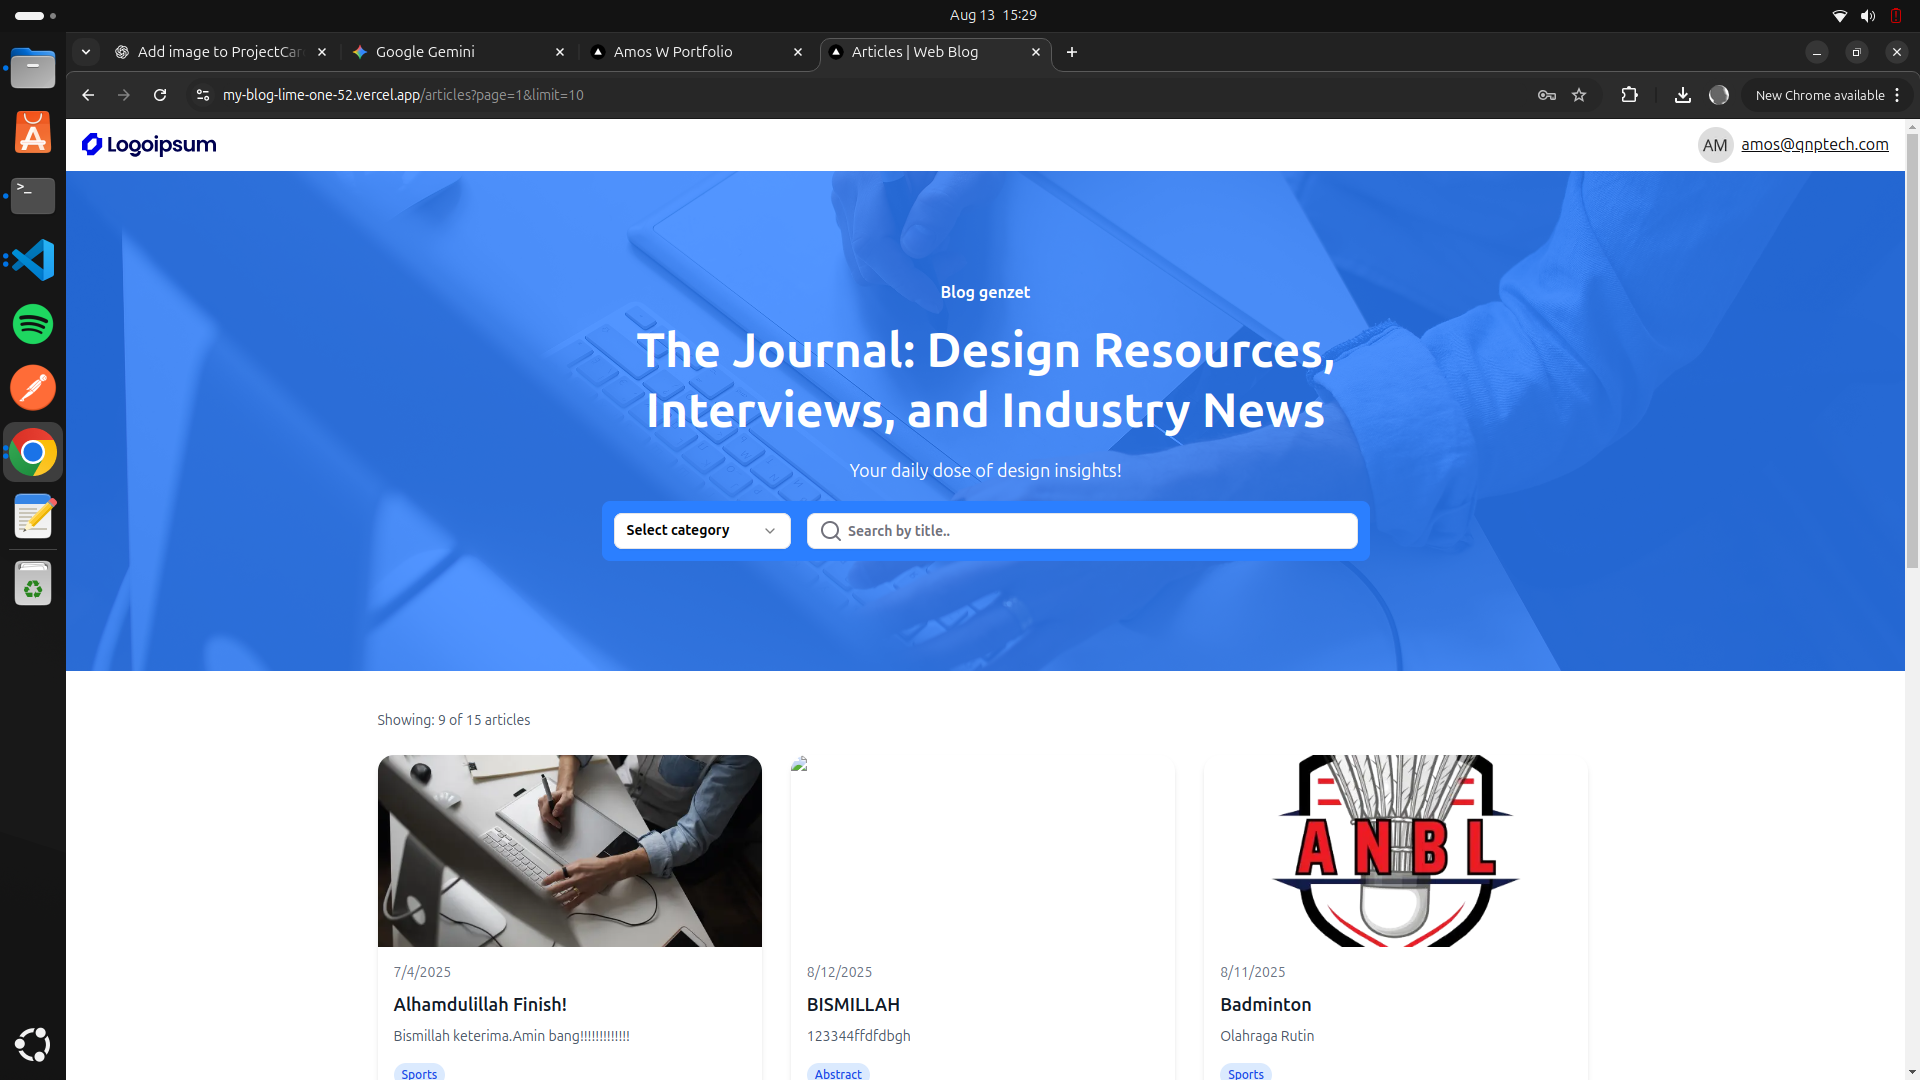 Aug 13 15:29
Add image to ProjectCar
Google Gemini
Amos W Portfolio
Articles | Web Blog
my-blog-lime-one-52.vercel.app/articles?page=1&limit=10
New Chrome available
Logoipsum
AM
amos@qnptech.com
Blog genzet
The Journal: Design Resources,
Interviews, and Industry News
Your daily dose of design insights!
Select category
Search by title..
Showing: 9 of 15 articles
ANBL
7/4/2025
Alhamdulillah Finish!
Bismillah keterima.Amin bang!!!!!!!!!!!!!
Sports
8/12/2025
BISMILLAH
123344ffdfdbgh
Abstract
8/11/2025
Badminton
Olahraga Rutin
Sports